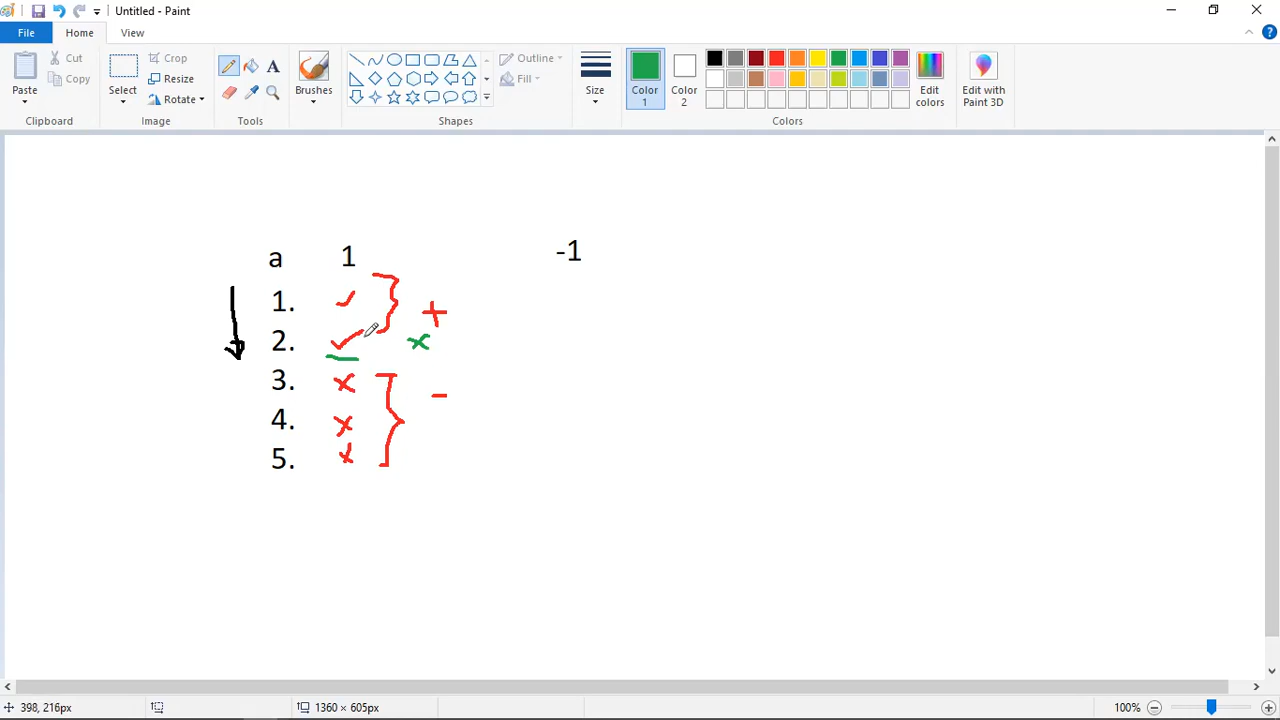 Untitled - Paint
File Home View
Paste
Cut
Copy
Clipboard
Select
Crop
Resize
Rotate
Image
A
Tools
Brushes
Outline
Fill
Shapes
Size
Color 1
Color 2
Edit colors
Colors
Edit with Paint 3D
a 1 -1
1. ✓ +
2. ✓ x
3. x -
4. x
5. x
398, 216px
1360 × 605px
100%